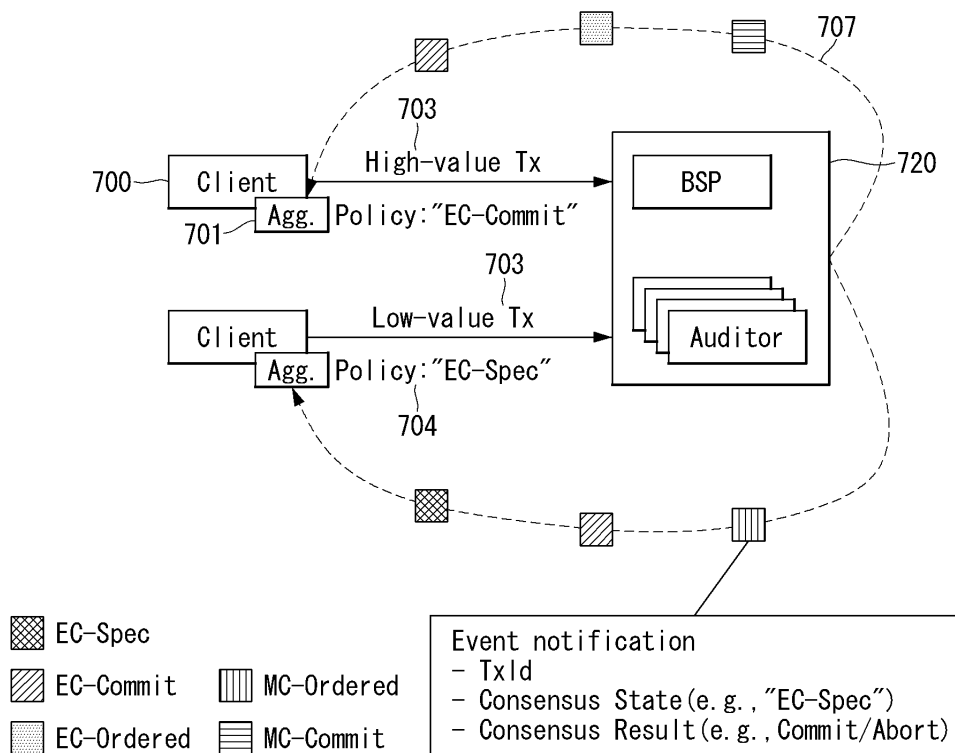 707
703
High-value Tx
720
700
Client
BSP
Agg.
Policy:"EC-Commit"
701
703
Low-value Tx
Client
Auditor
Agg.
Policy:"EC-Spec"
704
EC-Spec
EC-Commit
MC-Ordered
EC-Ordered
MC-Commit
Event notification
- TxId
- Consensus State(e.g.,"EC-Spec")
- Consensus Result(e.g.,Commit/Abort)